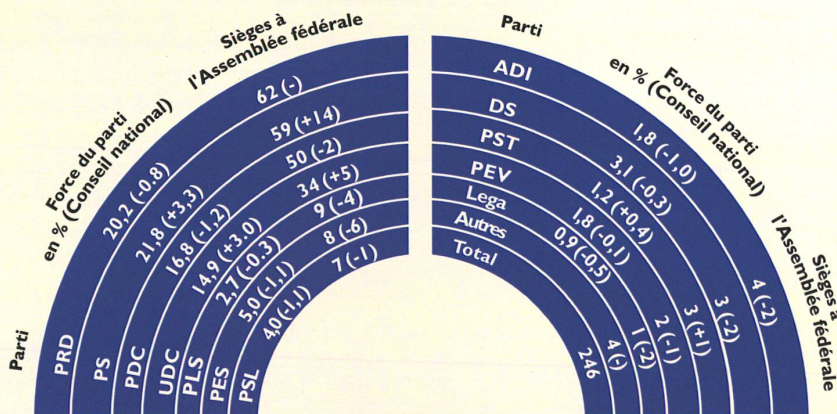 Parti
Force du parti
en % (Conseil national)
Sièges à
l'Assemblée fédérale
PRD 20,2 (-0.8) 62 (-)
PS 21,8 (+3,3) 59 (+14)
PDC 16,8 (-1,2) 50 (-2)
UDC 14,9 (+3.0) 34 (+5)
PLS 2,7 (-0.3) 9 (-4)
PES 5,0 (-1,1) 8 (-6)
PSL 4,0 (-1,1) 7 (-1)
Parti
Force du parti
en % (Conseil national)
Sièges à
l'Assemblée fédérale
ADI 1,8 (-1,0) 4 (-2)
DS 3,1 (-0,3) 3 (-2)
PST 1,2 (+0,4) 3 (+1)
PEV 1,8 (-0,1) 2 (-1)
Lega 0,9 (-0,5) 1 (-2)
Autres 4 (-)
Total 246